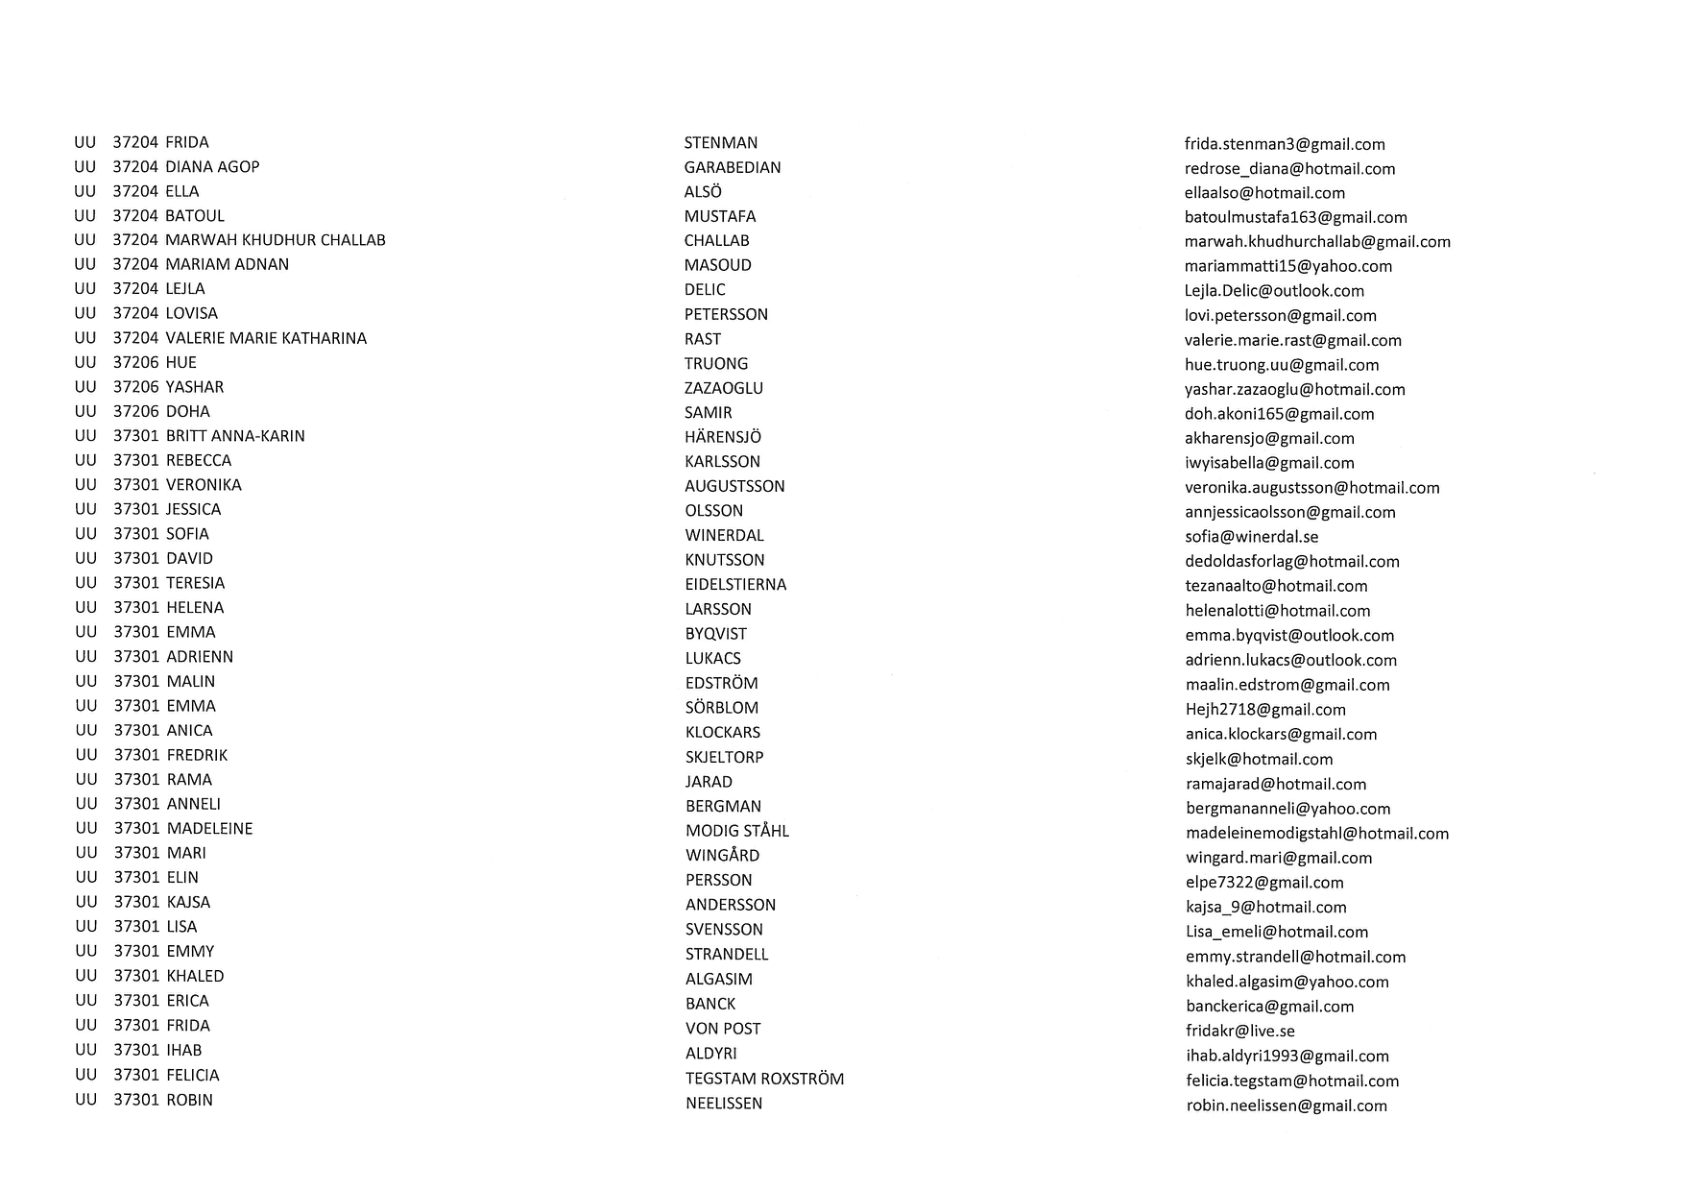 UU 37204 FRIDA STENMAN frida.stenman3@gmail.com
UU 37204 DIANA AGOP GARABEDIAN redrose_diana@hotmail.com
UU 37204 ELLA ALSÖ ellaalso@hotmail.com
UU 37204 BATOUL MUSTAFA batoulmustafa163@gmail.com
UU 37204 MARWAH KHUDHUR CHALLAB CHALLAB marwah.khudhurchallab@gmail.com
UU 37204 MARIAM ADNAN MASOUD mariammatti15@yahoo.com
UU 37204 LEJLA DELIC Lejla.Delic@outlook.com
UU 37204 LOVISA PETERSSON lovi.petersson@gmail.com
UU 37204 VALERIE MARIE KATHARINA RAST valerie.marie.rast@gmail.com
UU 37206 HUE TRUONG hue.truong.uu@gmail.com
UU 37206 YASHAR ZAZAOGLU yashar.zazaoglu@hotmail.com
UU 37206 DOHA SAMIR doh.akoni165@gmail.com
UU 37301 BRITT ANNA-KARIN HÄRENSJÖ akharensjo@gmail.com
UU 37301 REBECCA KARLSSON iwyisabella@gmail.com
UU 37301 VERONIKA AUGUSTSSON veronika.augustsson@hotmail.com
UU 37301 JESSICA OLSSON annjessicaolsson@gmail.com
UU 37301 SOFIA WINERDAL sofia@winerdal.se
UU 37301 DAVID KNUTSSON dedoldasforlag@hotmail.com
UU 37301 TERESIA EIDELSTIERNA tezanaalto@hotmail.com
UU 37301 HELENA LARSSON helenalotti@hotmail.com
UU 37301 EMMA BYQVIST emma.byqvist@outlook.com
UU 37301 ADRIENN LUKACS adrienn.lukacs@outlook.com
UU 37301 MALIN EDSTRÖM maalin.edstrom@gmail.com
UU 37301 EMMA SÖRBLOM Hejh2718@gmail.com
UU 37301 ANICA KLOCKARS anica.klockars@gmail.com
UU 37301 FREDRIK SKJELTORP skjelk@hotmail.com
UU 37301 RAMA JARAD ramajarad@hotmail.com
UU 37301 ANNELI BERGMAN bergmananneli@yahoo.com
UU 37301 MADELEINE MODIG STÅHL madeleinemodigstahl@hotmail.com
UU 37301 MARI WINGÅRD wingard.mari@gmail.com
UU 37301 ELIN PERSSON elpe7322@gmail.com
UU 37301 KAJSA ANDERSSON kajsa_9@hotmail.com
UU 37301 LISA SVENSSON Lisa_emeli@hotmail.com
UU 37301 EMMY STRANDELL emmy.strandell@hotmail.com
UU 37301 KHALED ALGASIM khaled.algasim@yahoo.com
UU 37301 ERICA BANCK banckerica@gmail.com
UU 37301 FRIDA VON POST fridakr@live.se
UU 37301 IHAB ALDYRI ihab.aldyri1993@gmail.com
UU 37301 FELICIA TEGSTAM ROXSTRÖM felicia.tegstam@hotmail.com
UU 37301 ROBIN NEELISSEN robin.neelissen@gmail.com